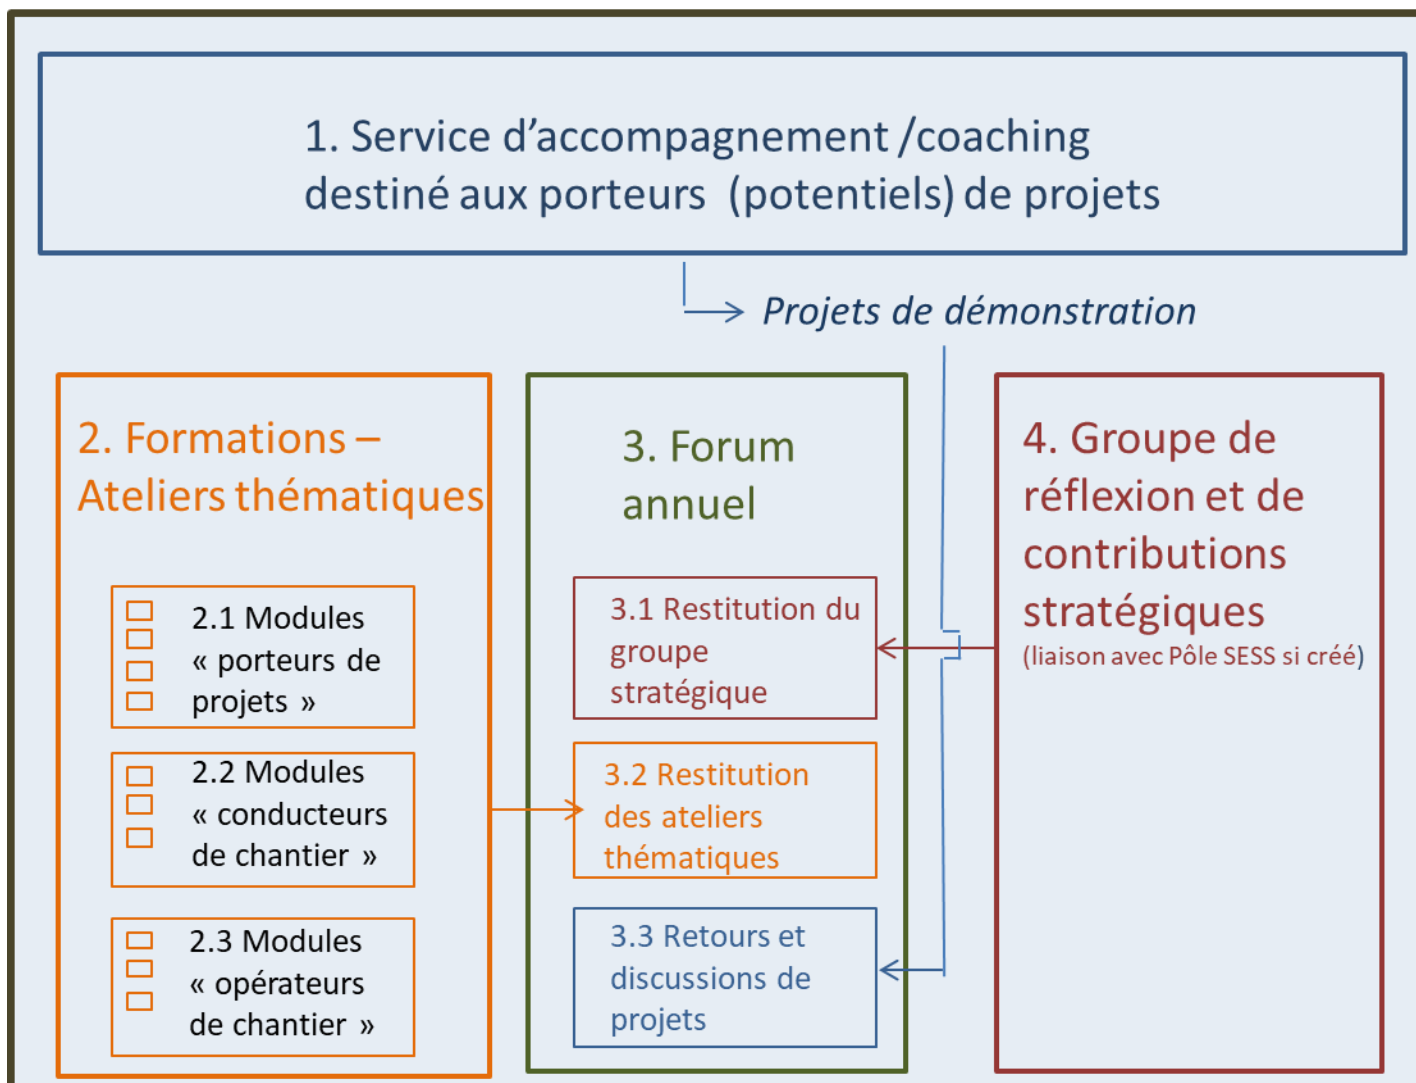 1. Service d’accompagnement /coaching
destiné aux porteurs (potentiels) de projets
Projets de démonstration
2. Formations –
Ateliers thématiques
2.1 Modules
« porteurs de
projets »
2.2 Modules
« conducteurs
de chantier »
2.3 Modules
« opérateurs
de chantier »
3. Forum
annuel
3.1 Restitution du
groupe
stratégique
3.2 Restitution
des ateliers
thématiques
3.3 Retours et
discussions de
projets
4. Groupe de
réflexion et de
contributions
stratégiques
(liaison avec Pôle SESS si créé)